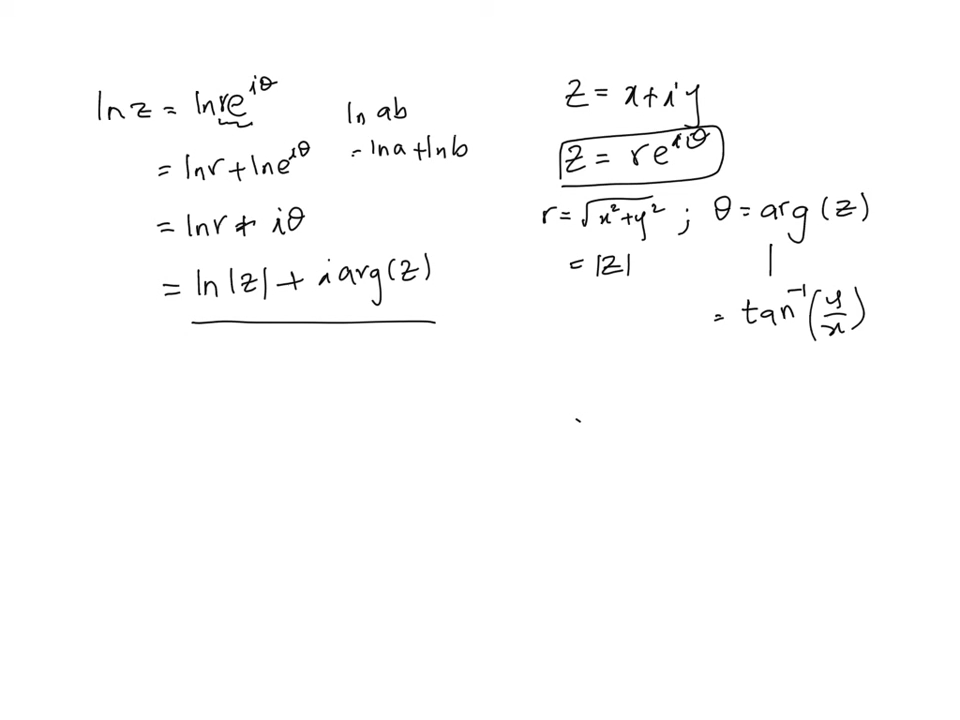 ln z = ln re^{iθ}
= ln r + ln e^{iθ}
= ln r + iθ
= ln |z| + i arg(z)
ln ab
= ln a + ln b
z = x + iy
z = re^{iθ}
r = √(x² + y²) ; θ = arg(z)
= |z|
= tan⁻¹(y/x)